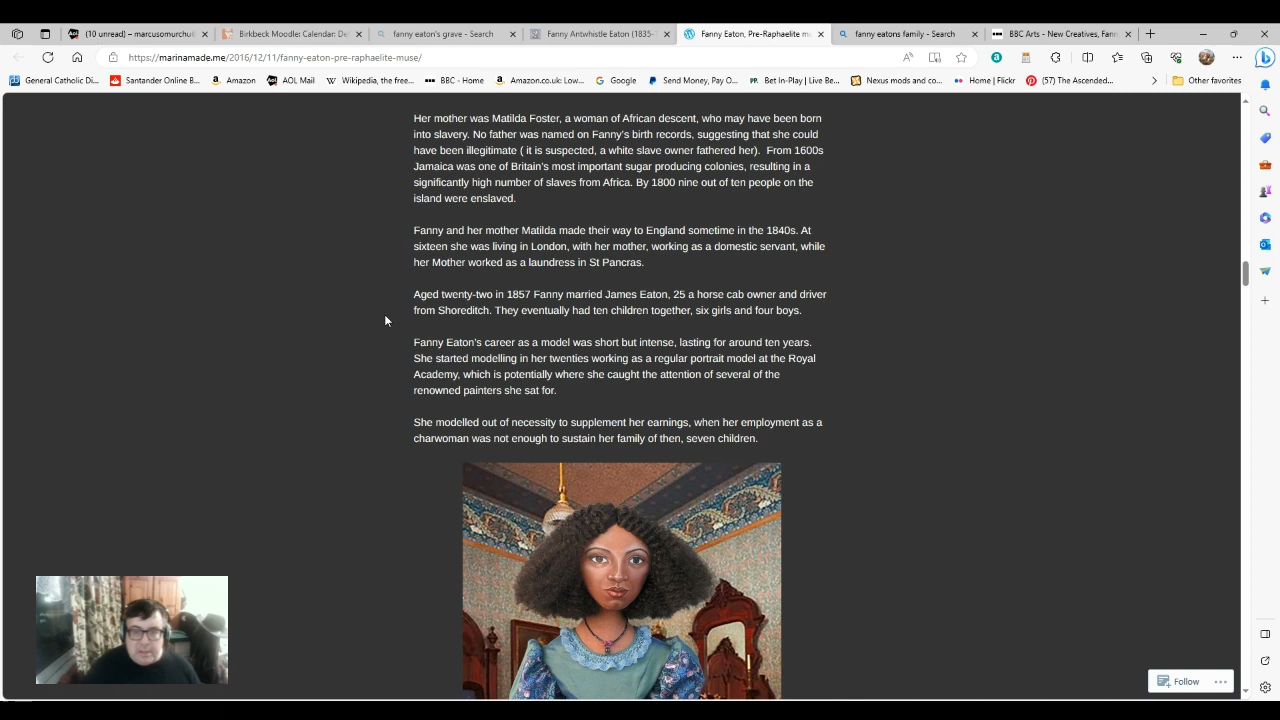 (10 unread) – marcusomurchu
Birkbeck Moodle: Calendar: De
fanny eaton's grave - Search
Fanny Antwhistle Eaton (1835-
Fanny Eaton, Pre-Raphaelite m
fanny eatons family - Search
BBC Arts - New Creatives, Fann
https://marinamade.me/2016/12/11/fanny-eaton-pre-raphaelite-muse/
General Catholic Di...
Santander Online B...
Amazon
AOL Mail
Wikipedia, the free...
BBC - Home
Amazon.co.uk: Low...
Google
Send Money, Pay O...
Bet In-Play | Live Be...
Nexus mods and co...
Home | Flickr
(57) The Ascended...
Other favorites
Her mother was Matilda Foster, a woman of African descent, who may have been born
into slavery. No father was named on Fanny's birth records, suggesting that she could
have been illegitimate ( it is suspected, a white slave owner fathered her).  From 1600s
Jamaica was one of Britain's most important sugar producing colonies, resulting in a
significantly high number of slaves from Africa. By 1800 nine out of ten people on the
island were enslaved.
Fanny and her mother Matilda made their way to England sometime in the 1840s. At
sixteen she was living in London, with her mother, working as a domestic servant, while
her Mother worked as a laundress in St Pancras.
Aged twenty-two in 1857 Fanny married James Eaton, 25 a horse cab owner and driver
from Shoreditch. They eventually had ten children together, six girls and four boys.
Fanny Eaton's career as a model was short but intense, lasting for around ten years.
She started modelling in her twenties working as a regular portrait model at the Royal
Academy, which is potentially where she caught the attention of several of the
renowned painters she sat for.
She modelled out of necessity to supplement her earnings, when her employment as a
charwoman was not enough to sustain her family of then, seven children.
Follow